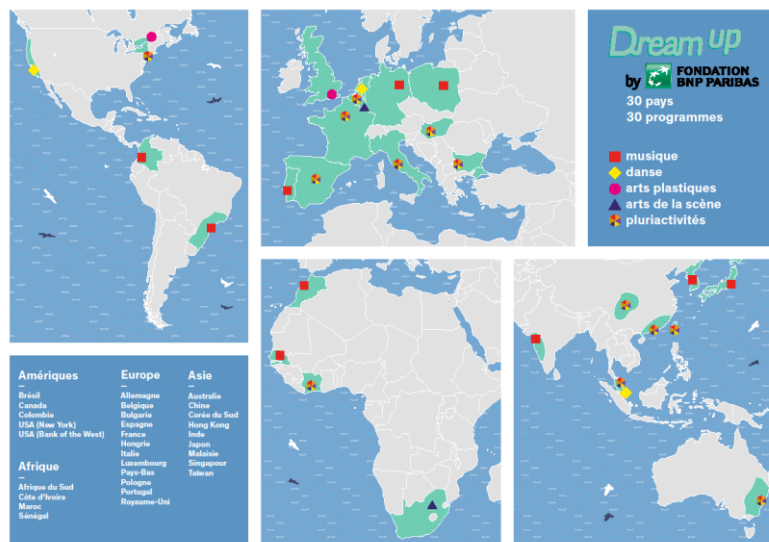 Dream up
by FONDATION
BNP PARIBAS
30 pays
30 programmes
musique
danse
arts plastiques
arts de la scène
pluriactivités
Amériques
Brésil
Canada
Colombie
USA (New York)
USA (Bank of the West)
Afrique
Afrique du Sud
Côte d'Ivoire
Maroc
Sénégal
Europe
Allemagne
Belgique
Bulgarie
Espagne
France
Hongrie
Italie
Luxembourg
Pays-Bas
Pologne
Portugal
Royaume-Uni
Asie
Australie
Chine
Corée du Sud
Hong Kong
Inde
Japon
Malaisie
Singapour
Taïwan